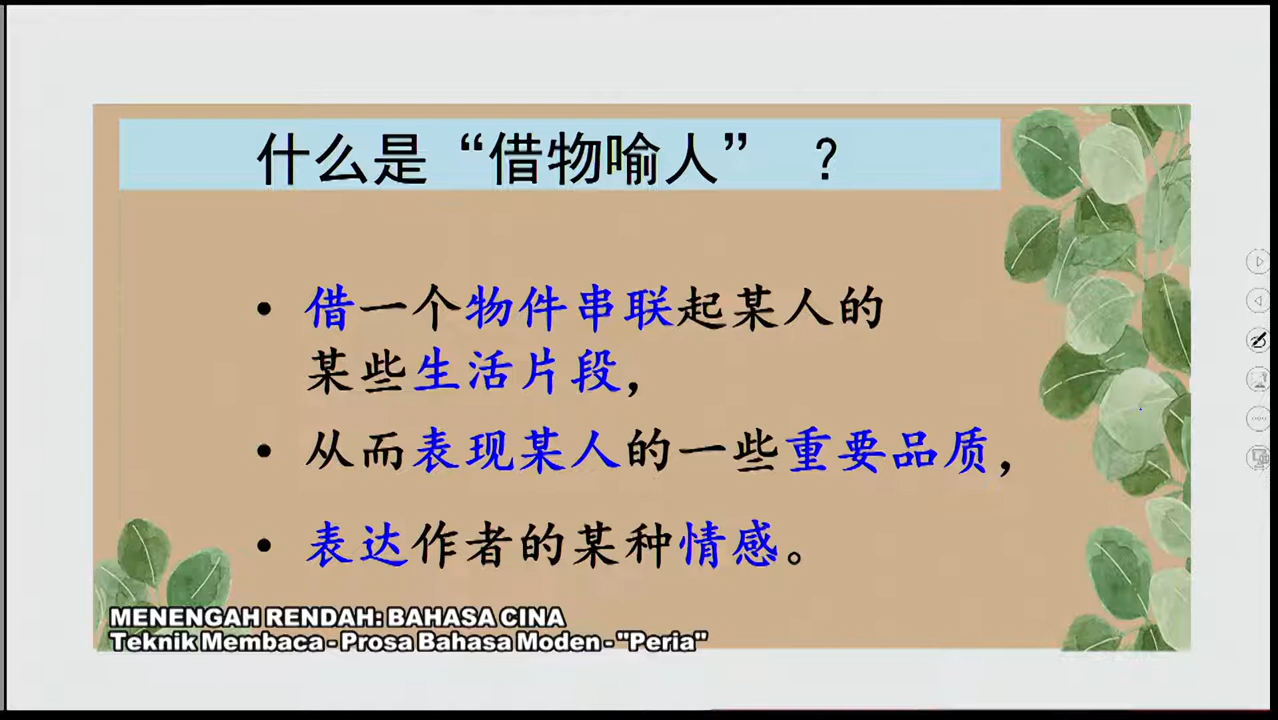 什么是“借物喻人” ？
• 借一个物件串联起某人的
某些生活片段，
• 从而表现某人的一些重要品质，
• 表达作者的某种情感。
MENENGAH RENDAH: BAHASA CINA
Teknik Membaca - Prosa Bahasa Moden - "Peria"